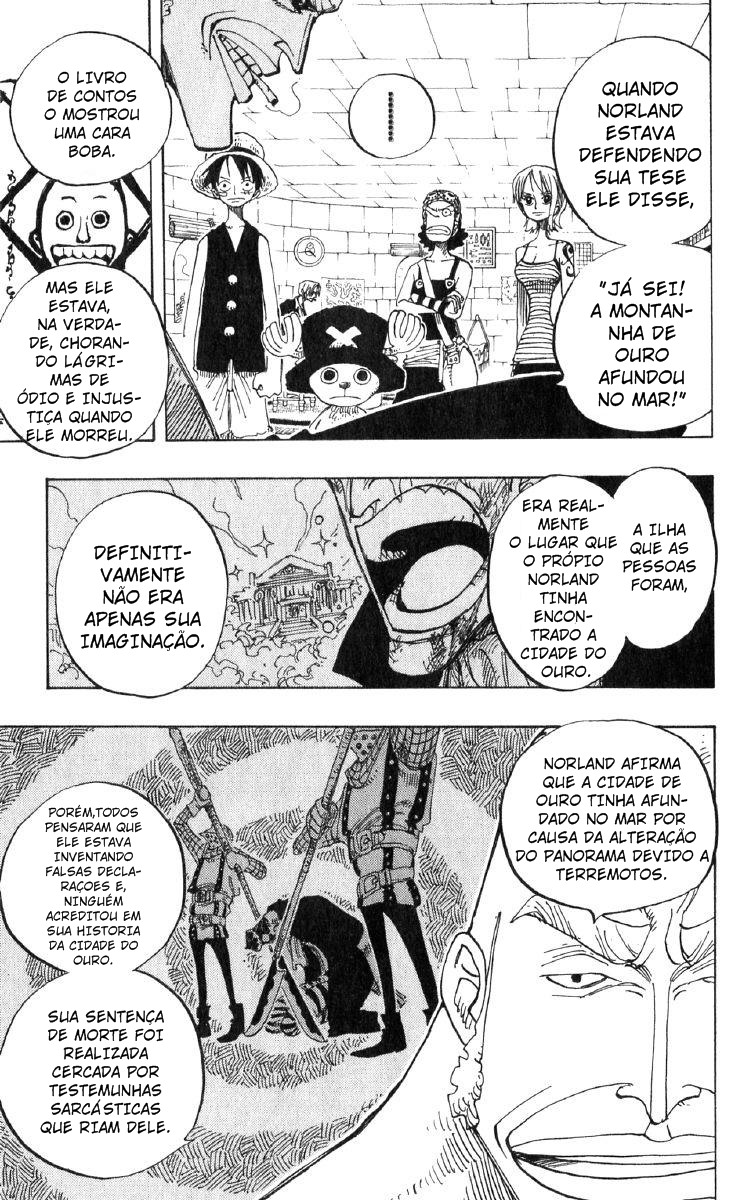 QUANDO
NORLAND
ESTAVA
DEFENDENDO
SUA TESE
ELE DISSE,
"JÁ SEI!
A MONTAN-
NHA DE
OURO
AFUNDOU
NO MAR!"
..........
O LIVRO
DE CONTOS
O MOSTROU
UMA CARA
BOBA.
MAS ELE
ESTAVA,
NA VERDA-
DE, CHORAN-
DO LÁGRI-
MAS DE
ÓDIO E INJUS-
TIÇA QUANDO
ELE MORREU.
A ILHA
QUE AS
PESSOAS
FORAM,
ERA REAL-
MENTE
O LUGAR QUE
O PRÓPIO
NORLAND
TINHA
ENCON-
TRADO A
CIDADE DO
OURO.
DEFINITI-
VAMENTE
NÃO ERA
APENAS SUA
IMAGINAÇÃO.
NORLAND AFIRMA
QUE A CIDADE DE
OURO TINHA AFUN-
DADO NO MAR POR
CAUSA DA ALTERAÇÃO
DO PANORAMA DEVIDO A
TERREMOTOS.
PORÉM,TODOS
PENSARAM QUE
ELE ESTAVA
INVENTANDO
FALSAS DECLA-
RAÇOES E,
NINGUÉM
ACREDITOU EM
SUA HISTORIA
DA CIDADE DO
OURO.
SUA SENTENÇA
DE MORTE FOI
REALIZADA
CERCADA POR
TESTEMUNHAS
SARCÁSTICAS
QUE RIAM DELE.